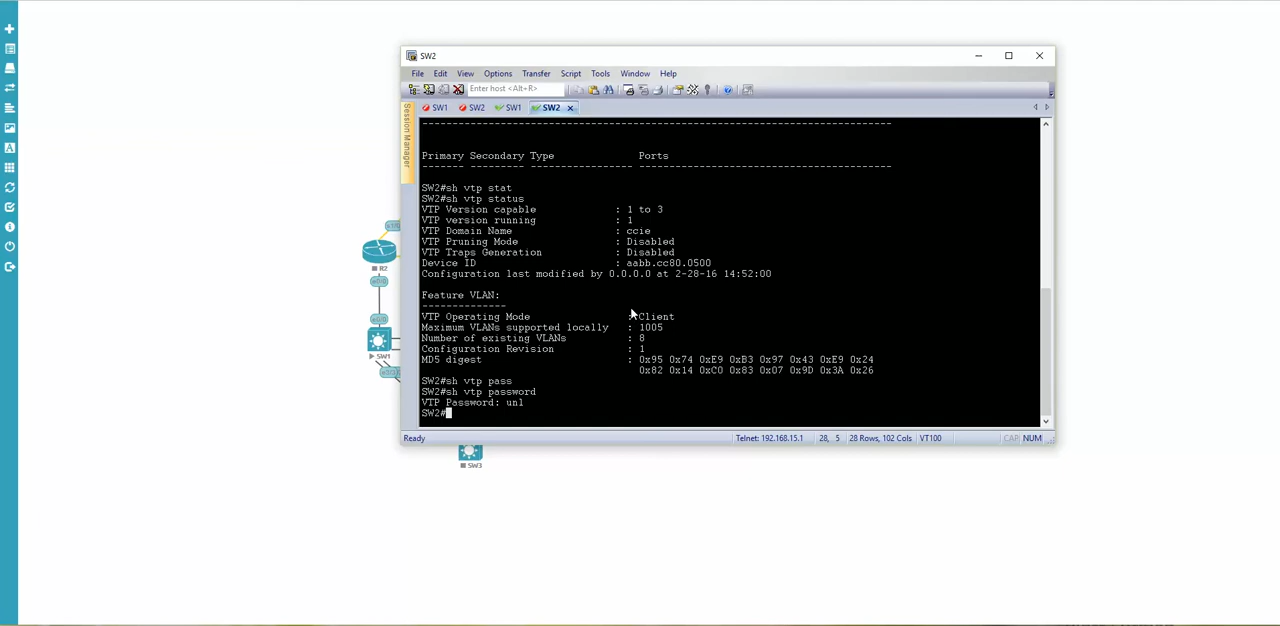 SW2
File Edit View Options Transfer Script Tools Window Help
Enter host <Alt+R>
SW1 SW2 SW1 SW2
Session Manager
Primary Secondary Type Ports
------- --------- ----------------- ------------------------------------------
SW2#sh vtp stat
SW2#sh vtp status
VTP Version capable : 1 to 3
VTP version running : 1
VTP Domain Name : ccie
VTP Pruning Mode : Disabled
VTP Traps Generation : Disabled
Device ID : aabb.cc80.0500
Configuration last modified by 0.0.0.0 at 2-28-16 14:52:00
Feature VLAN:
--------------
VTP Operating Mode : Client
Maximum VLANs supported locally : 1005
Number of existing VLANs : 8
Configuration Revision : 1
MD5 digest : 0x95 0x74 0xE9 0xB3 0x97 0x43 0xE9 0x24
0x82 0x14 0xC0 0x83 0x07 0x9D 0x3A 0x26
SW2#sh vtp pass
SW2#sh vtp password
VTP Password: unl
SW2#
Ready Telnet: 192.168.15.1 28, 5 28 Rows, 102 Cols VT100 CAP NUM
R2
e0/0
e0/0
SW1
SW3